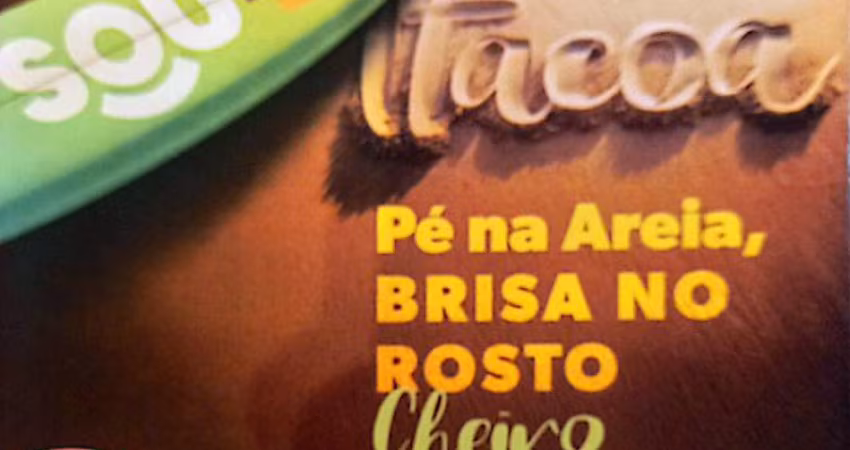 SOU
Itacoa
Pé na Areia,
BRISA NO
ROSTO
Cheiro